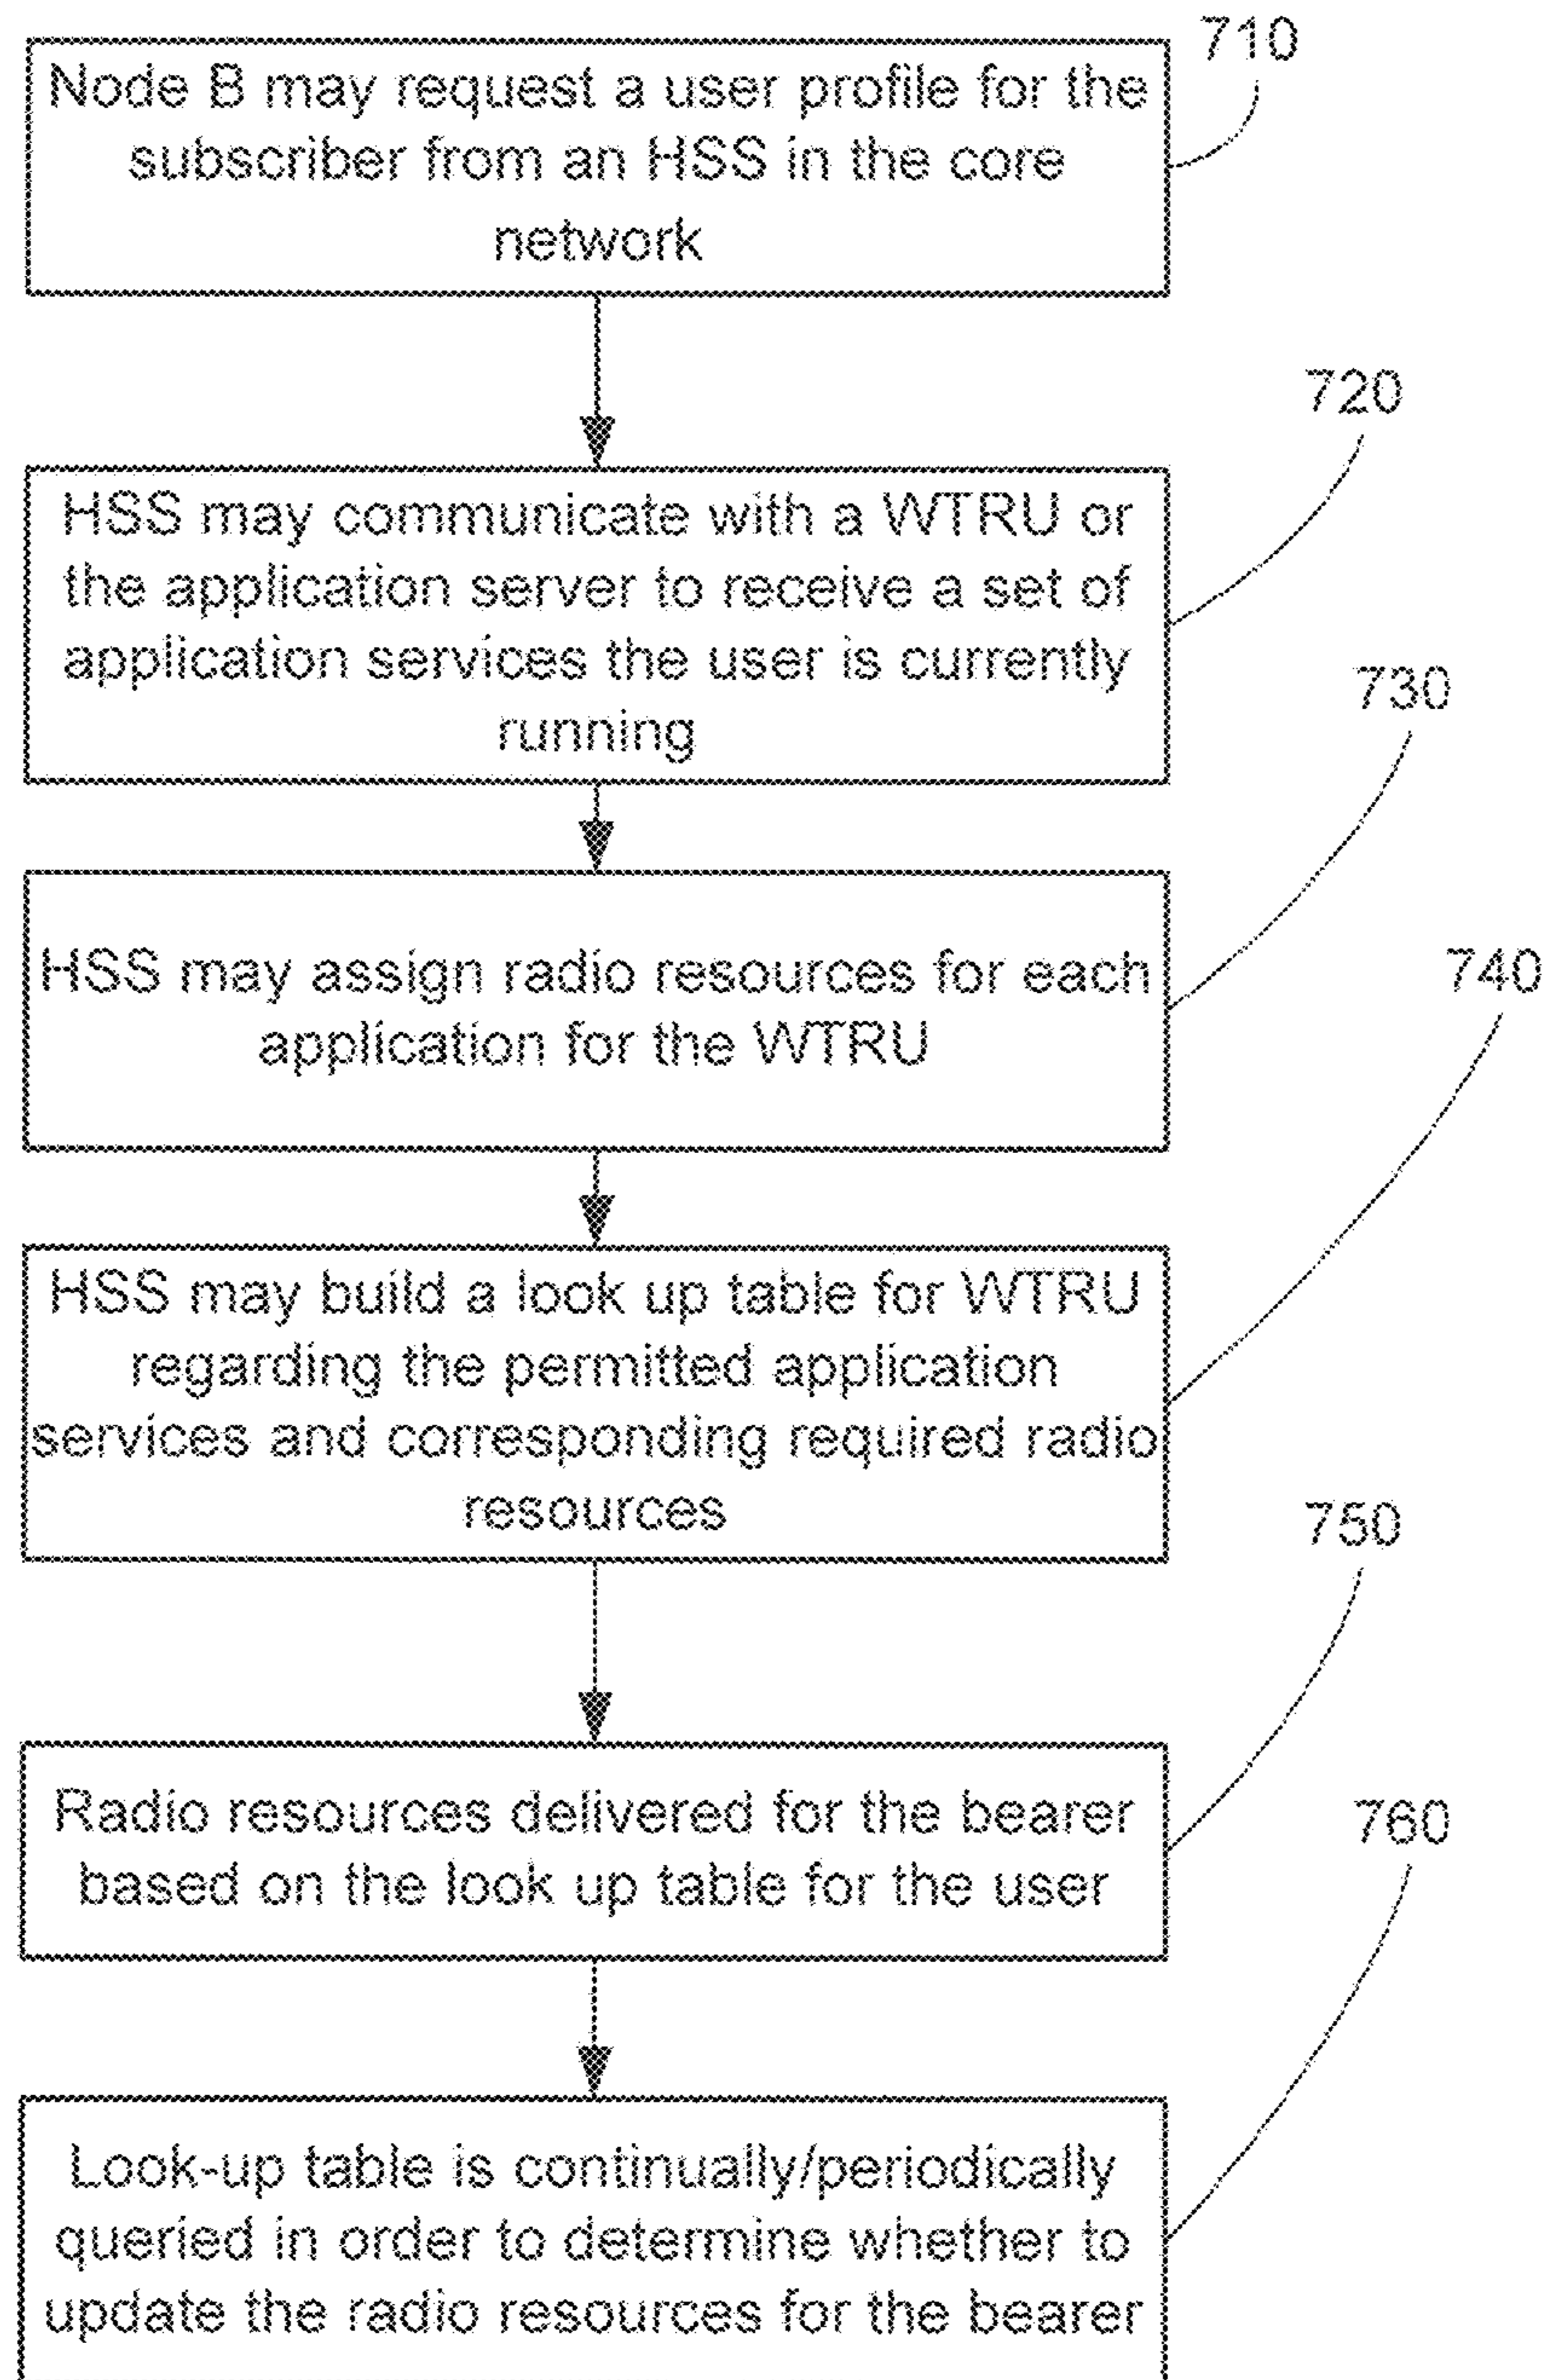 710
Node B may request a user profile for the
subscriber from an HSS in the core
network
720
HSS may communicate with a WTRU or
the application server to receive a set of
application services the user is currently
running
730
HSS may assign radio resources for each
application for the WTRU
740
HSS may build a look up table for WTRU
regarding the permitted application
services and corresponding required radio
resources
750
Radio resources delivered for the bearer
based on the look up table for the user
760
Look-up table is continually/periodically
queried in order to determine whether to
update the radio resources for the bearer